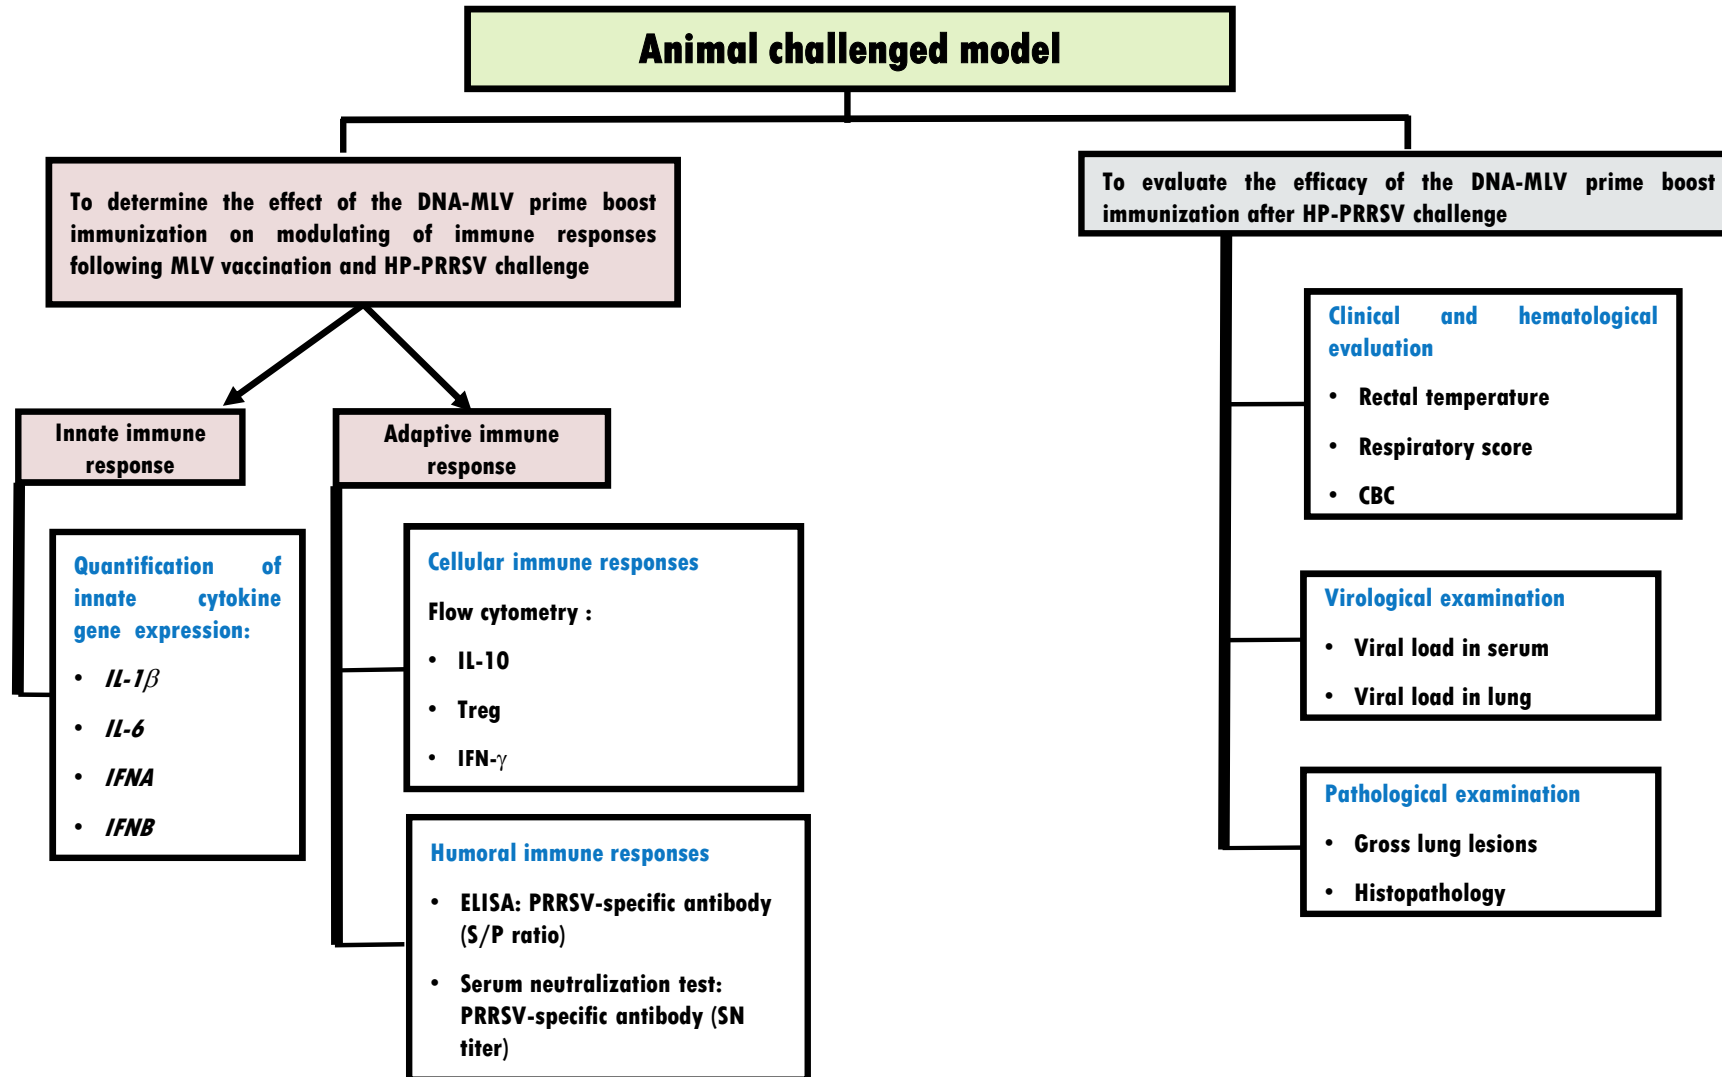 Animal challenged model
To determine the effect of the DNA-MLV prime boost
immunization on modulating of immune responses
following MLV vaccination and HP-PRRSV challenge
Innate immune
response
Quantification of
innate cytokine
gene expression:
• IL-1β
• IL-6
• IFNA
• IFNB
Adaptive immune
response
Cellular immune responses
Flow cytometry :
• IL-10
• Treg
• IFN-γ
Humoral immune responses
• ELISA: PRRSV-specific antibody
(S/P ratio)
• Serum neutralization test:
PRRSV-specific antibody (SN
titer)
To evaluate the efficacy of the DNA-MLV prime boost
immunization after HP-PRRSV challenge
Clinical and hematological
evaluation
• Rectal temperature
• Respiratory score
• CBC
Virological examination
• Viral load in serum
• Viral load in lung
Pathological examination
• Gross lung lesions
• Histopathology